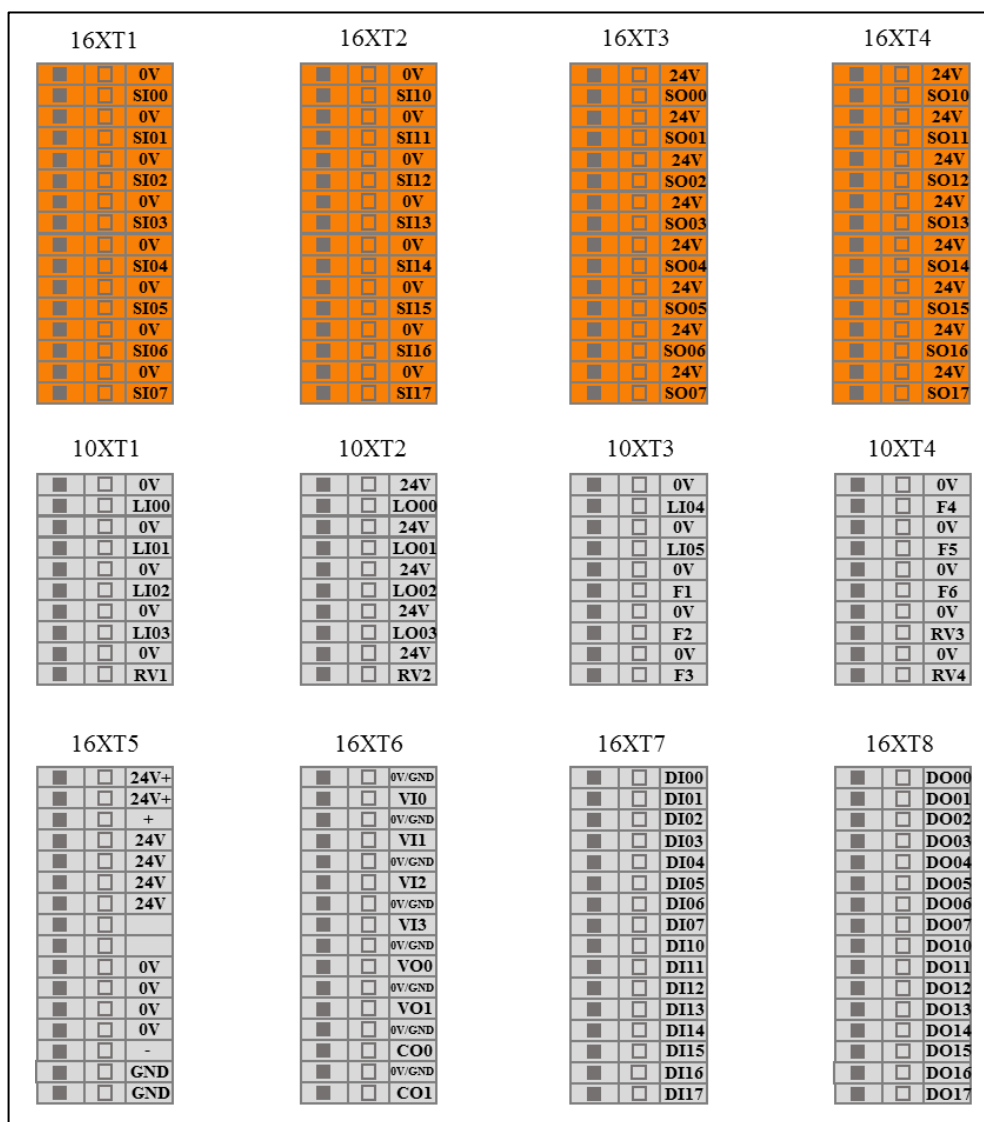 16XT1 16XT2 16XT3 16XT4
0V 0V 24V 24V
SI00 SI10 SO00 SO10
0V 0V 24V 24V
SI01 SI11 SO01 SO11
0V 0V 24V 24V
SI02 SI12 SO02 SO12
0V 0V 24V 24V
SI03 SI13 SO03 SO13
0V 0V 24V 24V
SI04 SI14 SO04 SO14
0V 0V 24V 24V
SI05 SI15 SO05 SO15
0V 0V 24V 24V
SI06 SI16 SO06 SO16
0V 0V 24V 24V
SI07 SI17 SO07 SO17
10XT1 10XT2 10XT3 10XT4
0V 24V 0V 0V
LI00 LO00 LI04 F4
0V 24V 0V 0V
LI01 LO01 LI05 F5
0V 24V 0V 0V
LI02 LO02 F1 F6
0V 24V 0V 0V
LI03 LO03 F2 RV3
0V 24V 0V 0V
RV1 RV2 F3 RV4
16XT5 16XT6 16XT7 16XT8
24V+ 0V/GND DI00 DO00
24V+ VI0 DI01 DO01
+ 0V/GND DI02 DO02
24V VI1 DI03 DO03
24V 0V/GND DI04 DO04
24V VI2 DI05 DO05
24V 0V/GND DI06 DO06
VI3 DI07 DO07
0V/GND DI10 DO10
0V VO0 DI11 DO11
0V 0V/GND DI12 DO12
0V VO1 DI13 DO13
0V 0V/GND DI14 DO14
- CO0 DI15 DO15
GND 0V/GND DI16 DO16
GND CO1 DI17 DO17